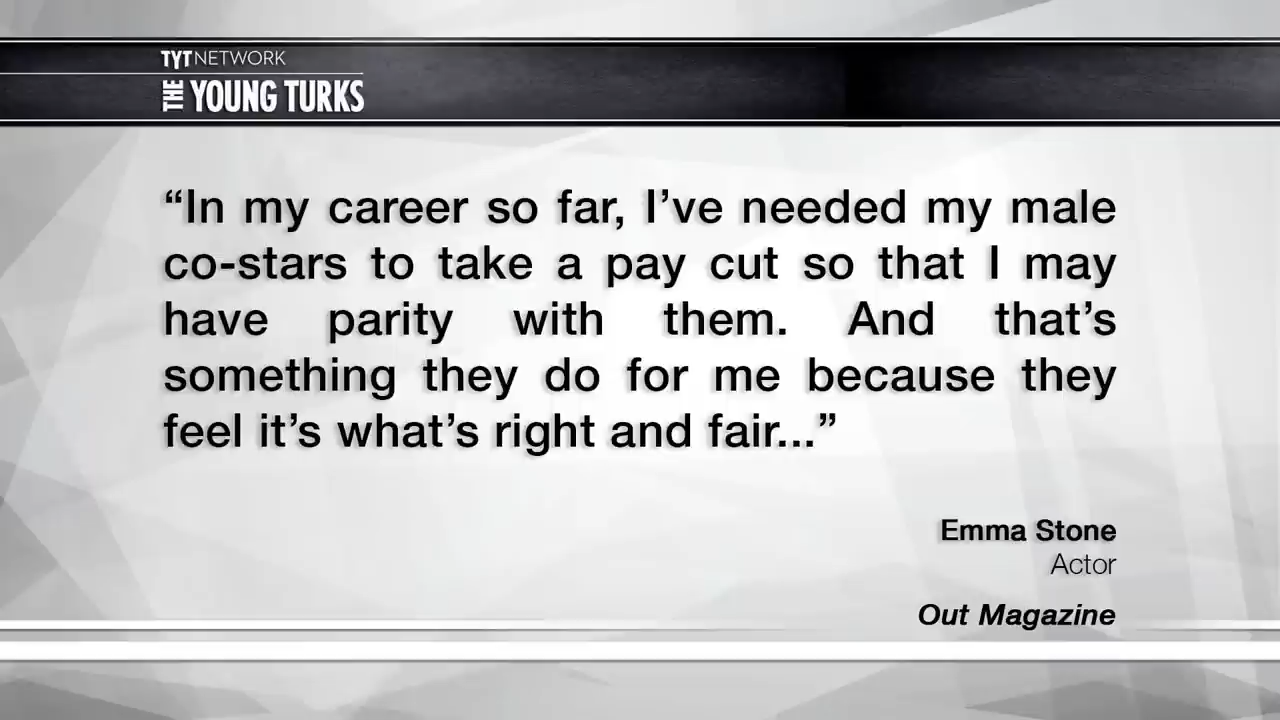 TYTNETWORK
THE YOUNG TURKS
“In my career so far, I’ve needed my male
co-stars to take a pay cut so that I may
have parity with them. And that’s
something they do for me because they
feel it’s what’s right and fair...”
Emma Stone
Actor
Out Magazine